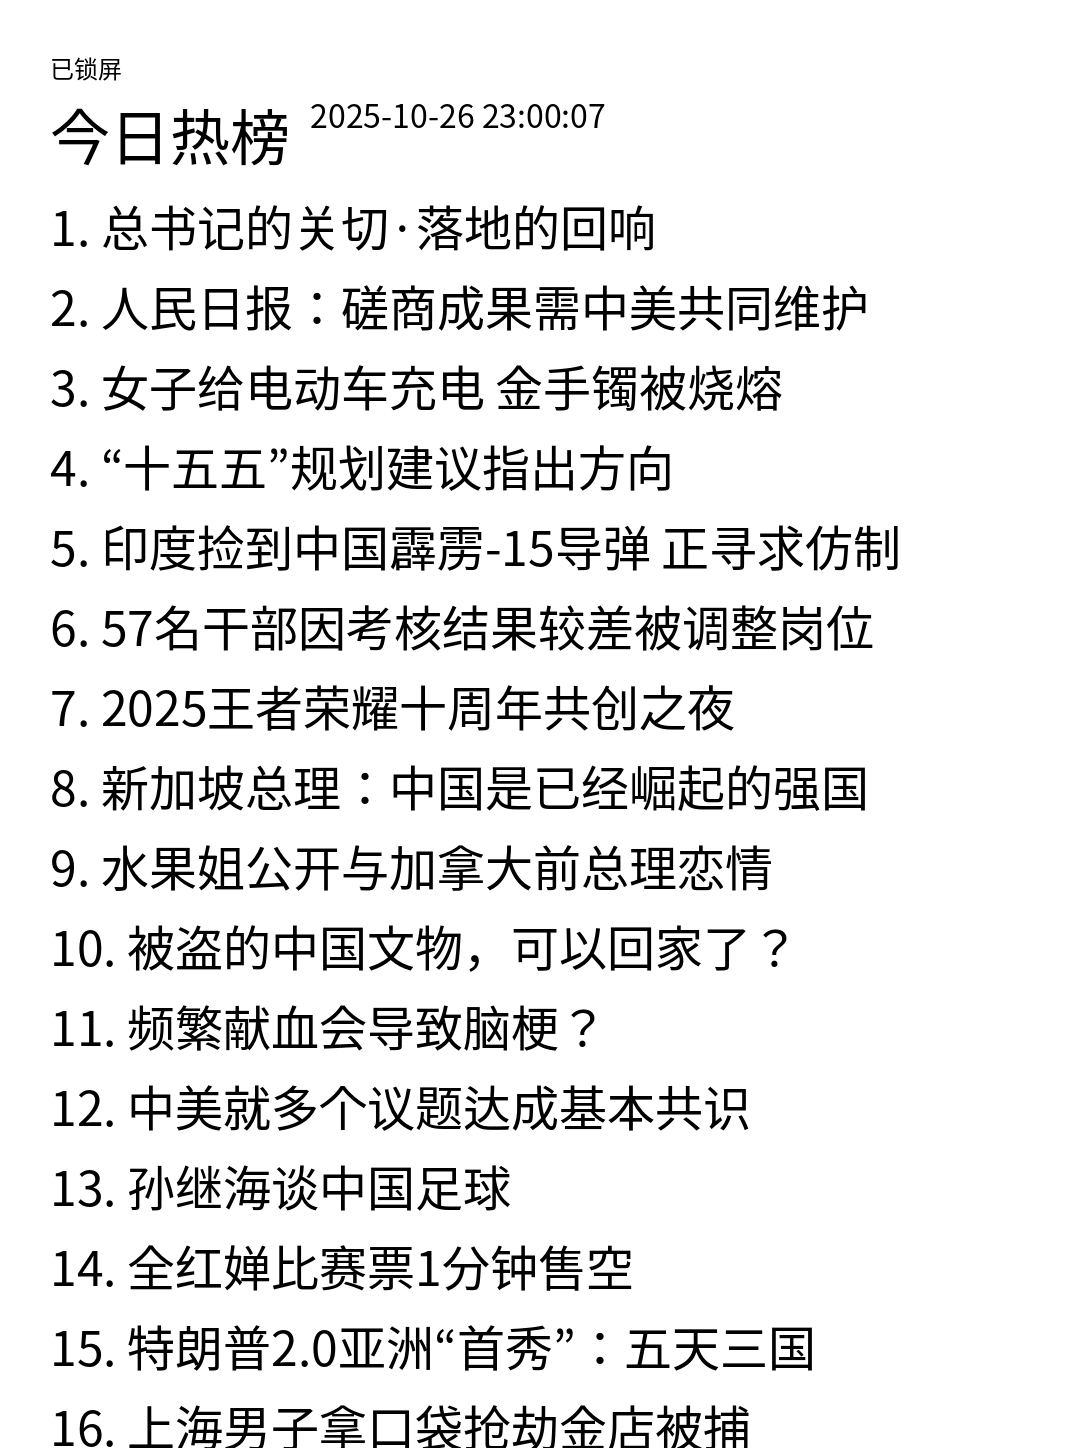 已锁屏
今日热榜 2025-10-26 23:00:07
1. 总书记的关切·落地的回响
2. 人民日报：磋商成果需中美共同维护
3. 女子给电动车充电 金手镯被烧熔
4. “十五五”规划建议指出方向
5. 印度捡到中国霹雳-15导弹 正寻求仿制
6. 57名干部因考核结果较差被调整岗位
7. 2025王者荣耀十周年共创之夜
8. 新加坡总理：中国是已经崛起的强国
9. 水果姐公开与加拿大前总理恋情
10. 被盗的中国文物，可以回家了？
11. 频繁献血会导致脑梗？
12. 中美就多个议题达成基本共识
13. 孙继海谈中国足球
14. 全红婵比赛票1分钟售空
15. 特朗普2.0亚洲“首秀”：五天三国
16. 上海男子拿口袋抢劫金店被捕